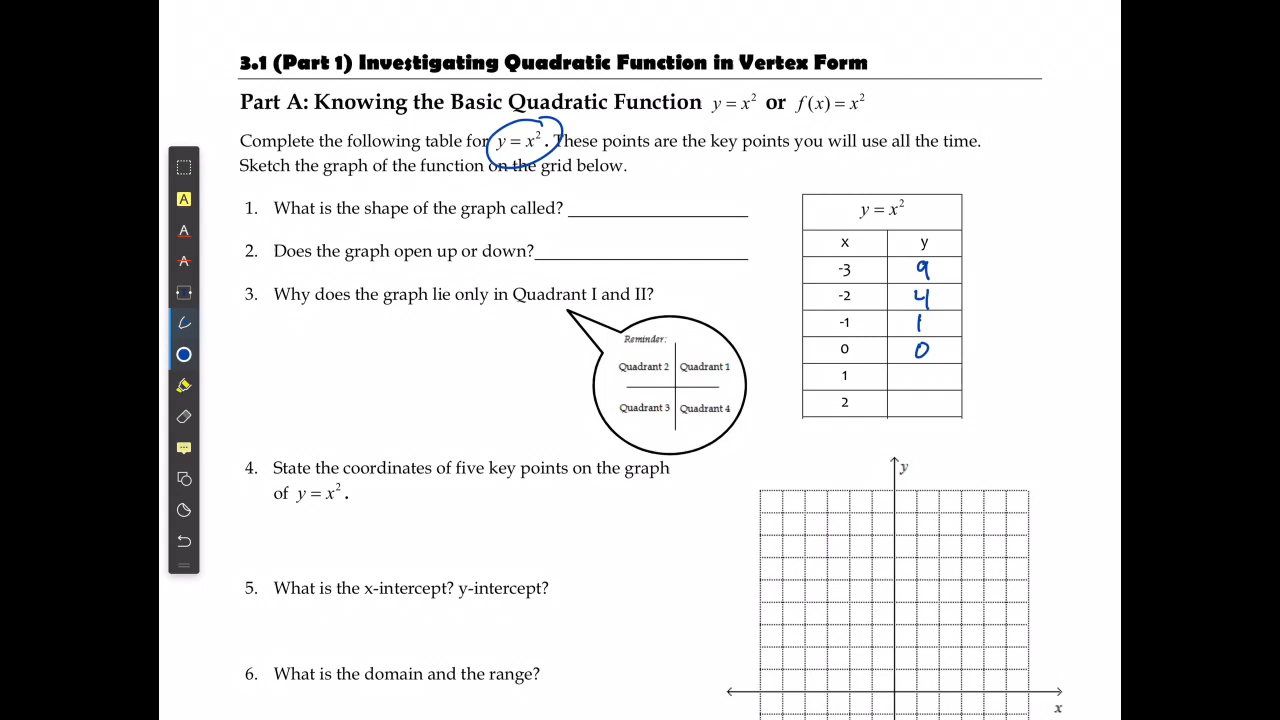 3.1 (Part 1) Investigating Quadratic Function in Vertex Form
Part A: Knowing the Basic Quadratic Function y = x² or f(x) = x²
Complete the following table for y = x². These points are the key points you will use all the time.
Sketch the graph of the function on the grid below.
1. What is the shape of the graph called? ____________________
2. Does the graph open up or down?____________________
3. Why does the graph lie only in Quadrant I and II?
Reminder:
Quadrant 2 Quadrant 1
Quadrant 3 Quadrant 4
y = x²
x y
-3 9
-2 4
-1 1
0 0
1
2
4. State the coordinates of five key points on the graph
of y = x².
5. What is the x-intercept? y-intercept?
6. What is the domain and the range?
y
x
A
A
A